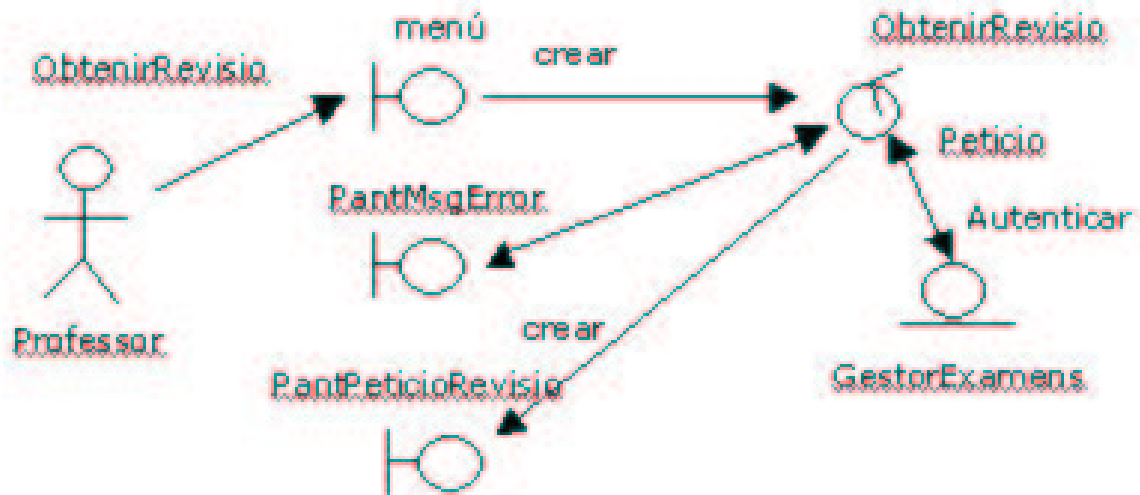 menú
ObtenirRevisio
crear
ObtenirRevisio
Peticio
PantMsgError
Autenticar
Professor
crear
PantPeticioRevisio
GestorExamens